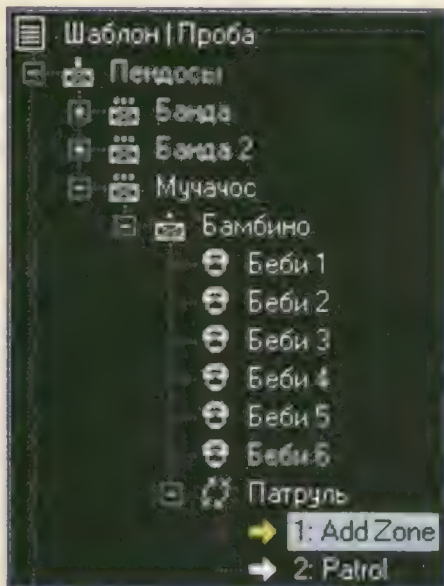 Шаблон | Проба
Пендосы
Банда
Банда 2
Мучачос
Бамбино
Беби 1
Беби 2
Беби 3
Беби 4
Беби 5
Беби 6
Патруль
1: Add Zone
2: Patrol